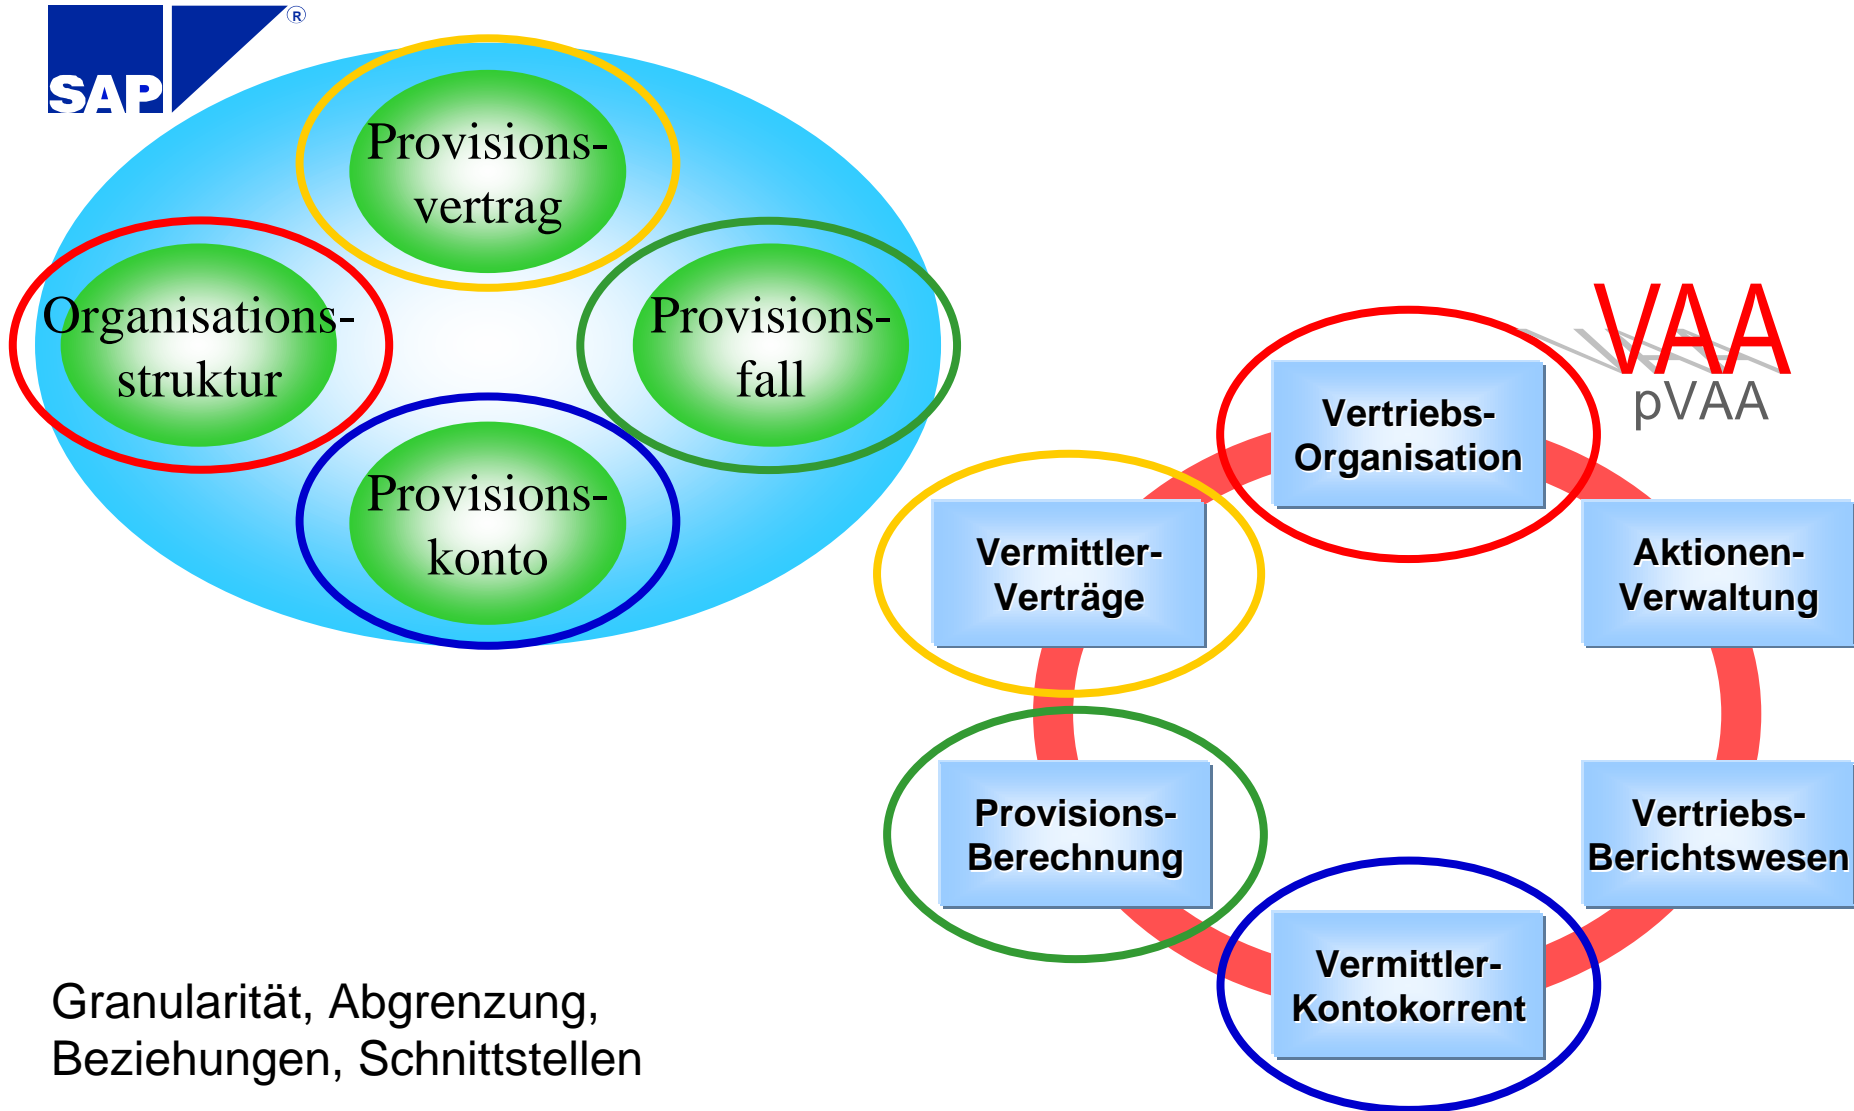 SAP ®
Provisions-
vertrag
Organisations-
struktur
Provisions-
fall
Provisions-
konto
VAA
pVAA
Vertriebs-
Organisation
Vermittler-
Verträge
Aktionen-
Verwaltung
Provisions-
Berechnung
Vertriebs-
Berichtswesen
Vermittler-
Kontokorrent
Granularität, Abgrenzung,
Beziehungen, Schnittstellen